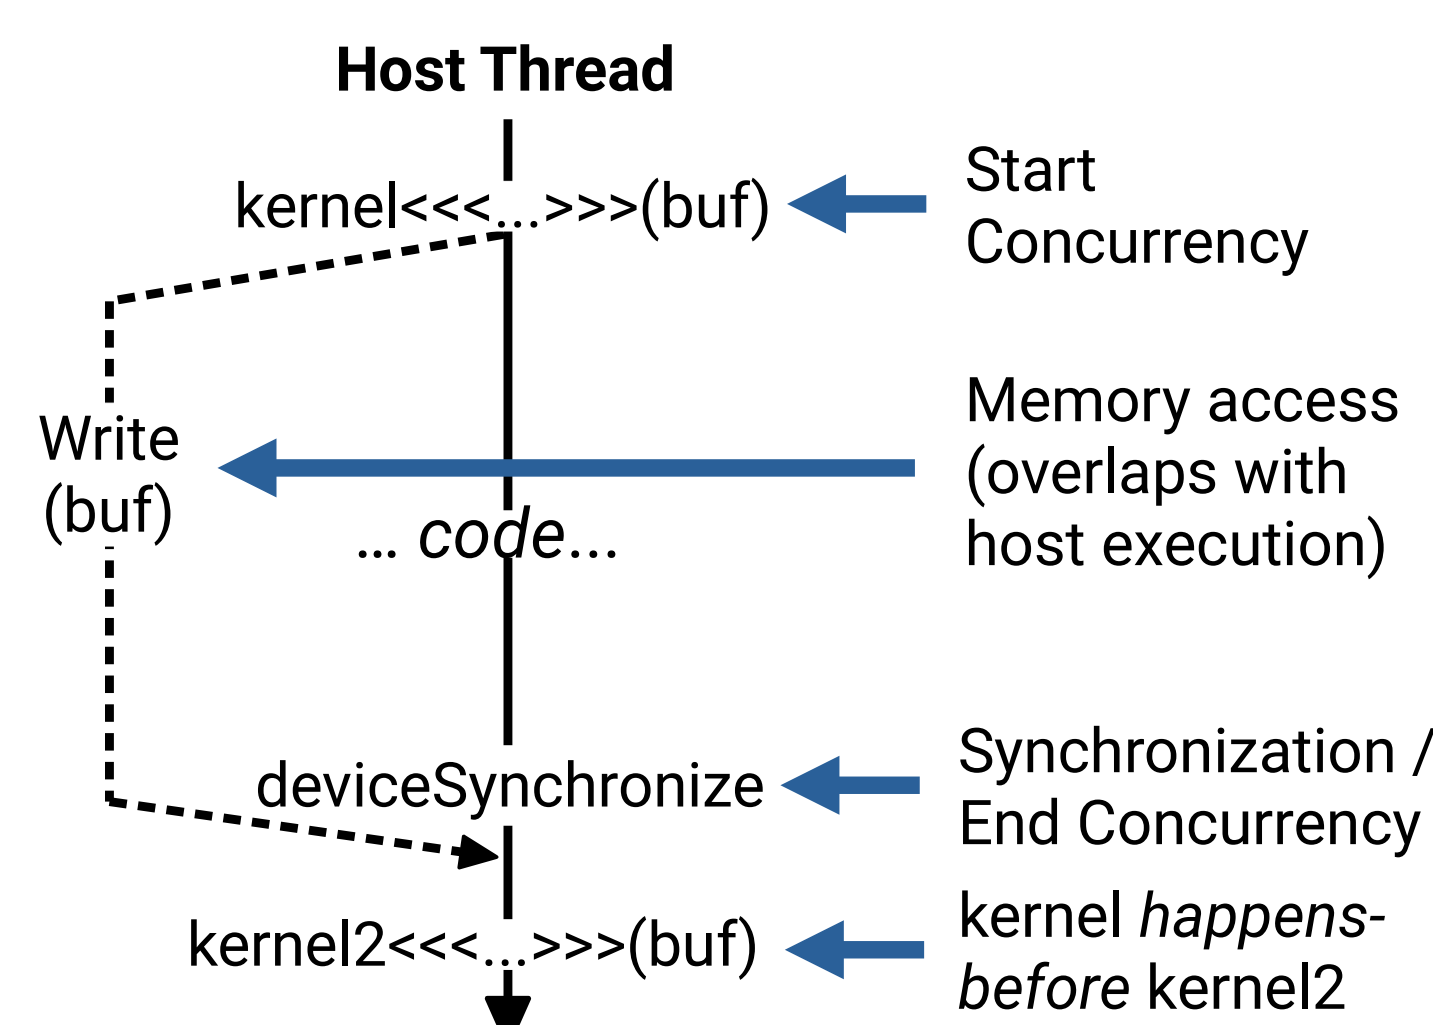 Host Thread
kernel<<<...>>>(buf)
Start
Concurrency
Write
(buf)
Memory access
(overlaps with
host execution)
... code...
deviceSynchronize
Synchronization /
End Concurrency
kernel2<<<...>>>(buf)
kernel happens-
before kernel2